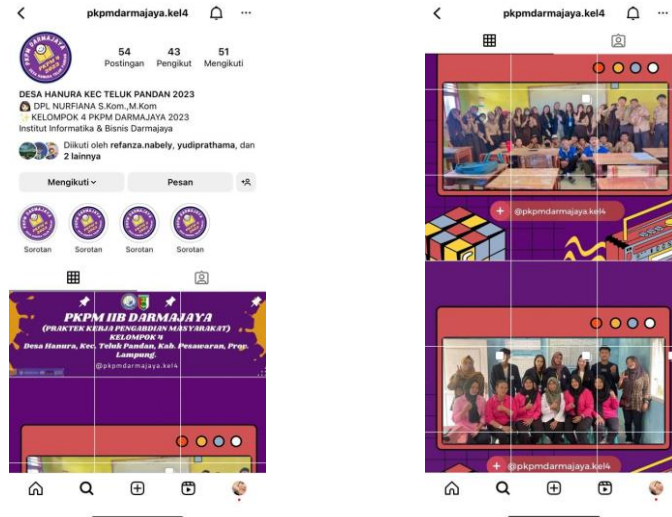 pkpmdarmajaya.kel4
54
Postingan
43
Pengikut
51
Mengikuti
DESA HANURA KEC TELUK PANDAN 2023
DPL NURFIANA S.Kom.,M.Kom
KELOMPOK 4 PKPM DARMAJAYA 2023
Institut Informatika & Bisnis Darmajaya
Diikuti oleh refanza.nabely, yudiprathama, dan
2 lainnya
Mengikuti
Pesan
Sorotan
Sorotan
Sorotan
Sorotan
PKPM IIB DARMAJAYA
(PRAKTEK KERJA PENGABDIAN MASYARAKAT)
KELOMPOK 4
Desa Hanura, Kec. Teluk Pandan, Kab. Pesawaran, Prop.
Lampung.
@pkpmdarmajaya.kel4
pkpmdarmajaya.kel4
@pkpmdarmajaya.kel4
@pkpmdarmajaya.kel4